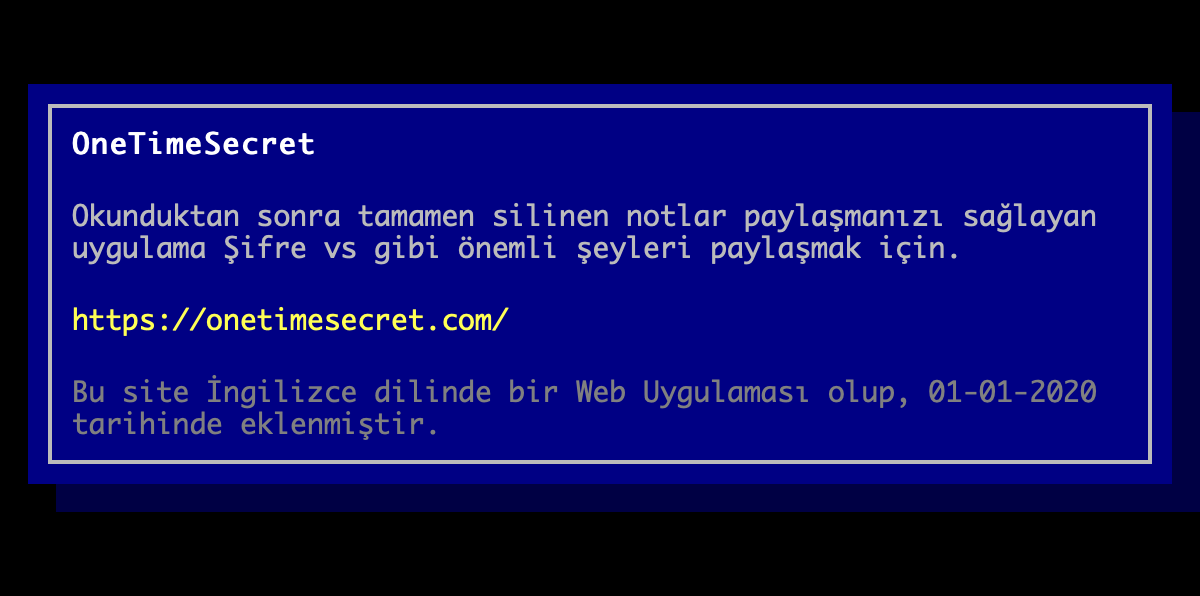 OneTimeSecret
Okunduktan sonra tamamen silinen notlar paylaşmanızı sağlayan
uygulama Şifre vs gibi önemli şeyleri paylaşmak için.
https://onetimesecret.com/
Bu site İngilizce dilinde bir Web Uygulaması olup, 01-01-2020
tarihinde eklenmiştir.